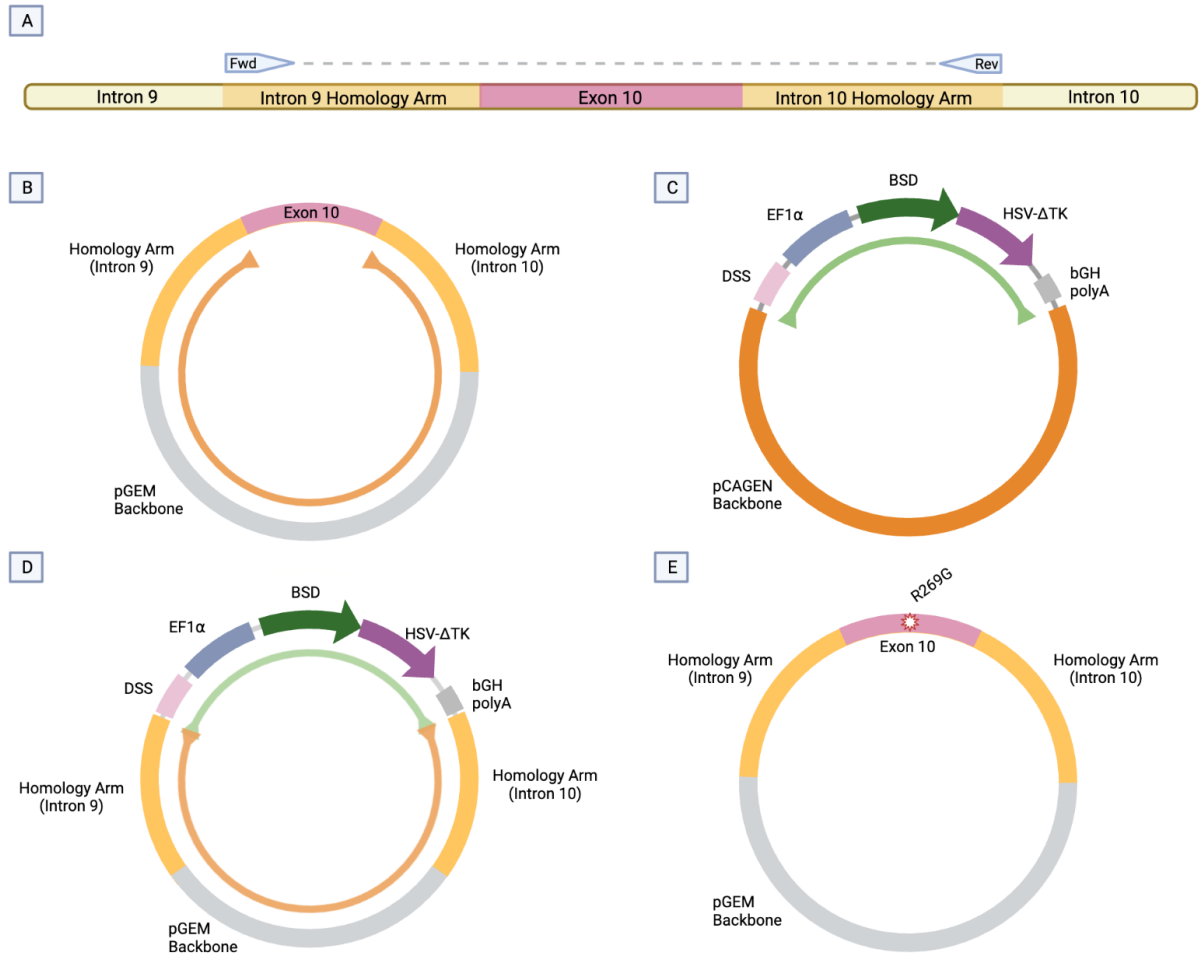 A
Fwd
Rev
Intron 9
Intron 9 Homology Arm
Exon 10
Intron 10 Homology Arm
Intron 10
B
Exon 10
Homology Arm
(Intron 9)
Homology Arm
(Intron 10)
pGEM
Backbone
C
BSD
EF1α
HSV-ΔTK
DSS
bGH
polyA
pCAGEN
Backbone
D
BSD
EF1α
HSV-ΔTK
DSS
bGH
polyA
Homology Arm
(Intron 9)
Homology Arm
(Intron 10)
pGEM
Backbone
E
R269G
Exon 10
Homology Arm
(Intron 9)
Homology Arm
(Intron 10)
pGEM
Backbone